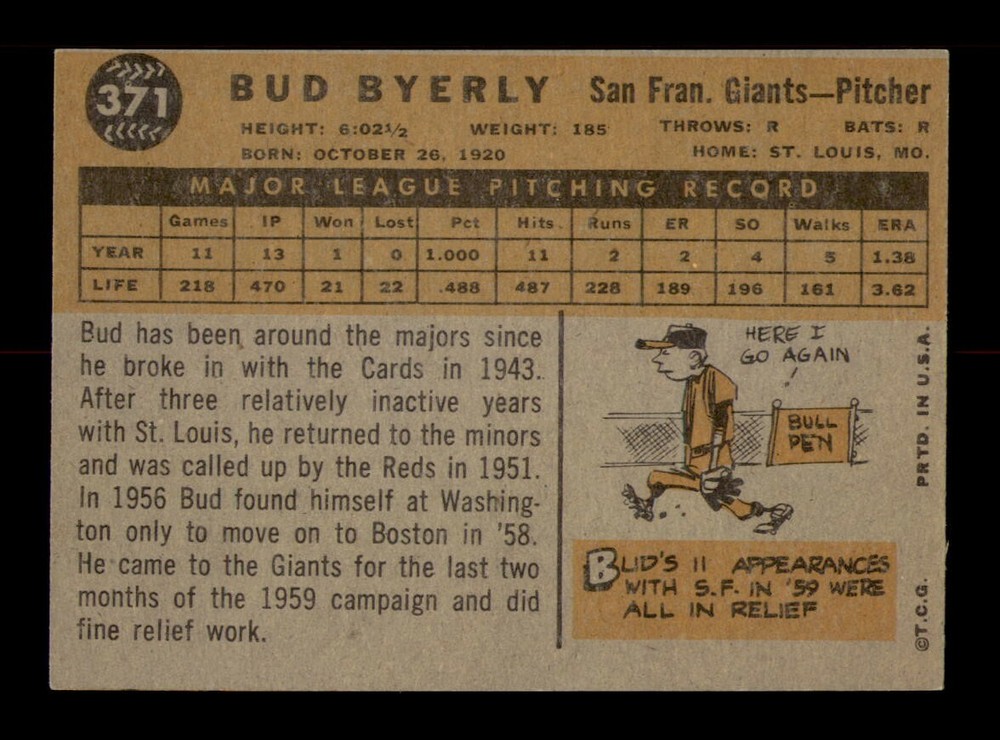 371
BUD BYERLY San Fran. Giants—Pitcher
HEIGHT: 6:02½ WEIGHT: 185 THROWS: R BATS: R
BORN: OCTOBER 26, 1920 HOME: ST. LOUIS, MO.
MAJOR LEAGUE PITCHING RECORD
Games IP Won Lost Pct Hits Runs ER SO Walks ERA
YEAR 11 13 1 0 1.000 11 2 2 4 5 1.38
LIFE 218 470 21 22 .488 487 228 189 196 161 3.62
Bud has been around the majors since
he broke in with the Cards in 1943.
After three relatively inactive years
with St. Louis, he returned to the minors
and was called up by the Reds in 1951.
In 1956 Bud found himself at Washing-
ton only to move on to Boston in '58.
He came to the Giants for the last two
months of the 1959 campaign and did
fine relief work.
HERE I
GO AGAIN
!
BULL
PEN
BUD'S 11 APPEARANCES
WITH S.F. IN '59 WERE
ALL IN RELIEF
©T.C.G. PRTD. IN U.S.A.